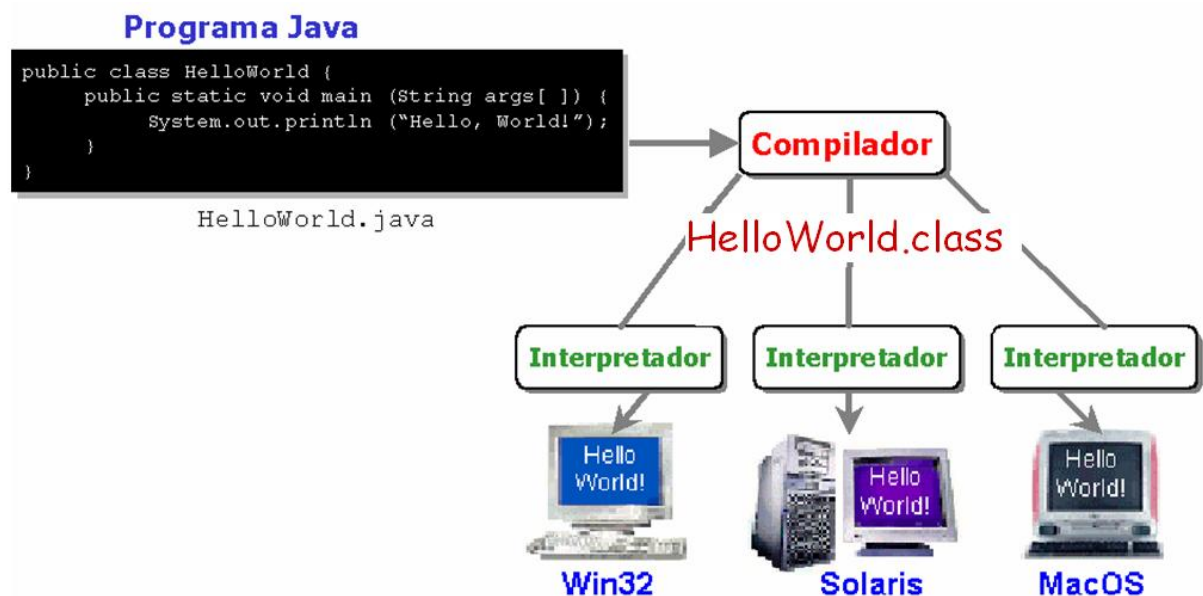 Programa Java
public class HelloWorld {
public static void main (String args[ ]) {
System.out.println (“Hello, World!”);
}
}
HelloWorld.java
Compilador
HelloWorld.class
Interpretador Interpretador Interpretador
Hello
World!
Hello
World!
Hello
World!
Win32 Solaris MacOS